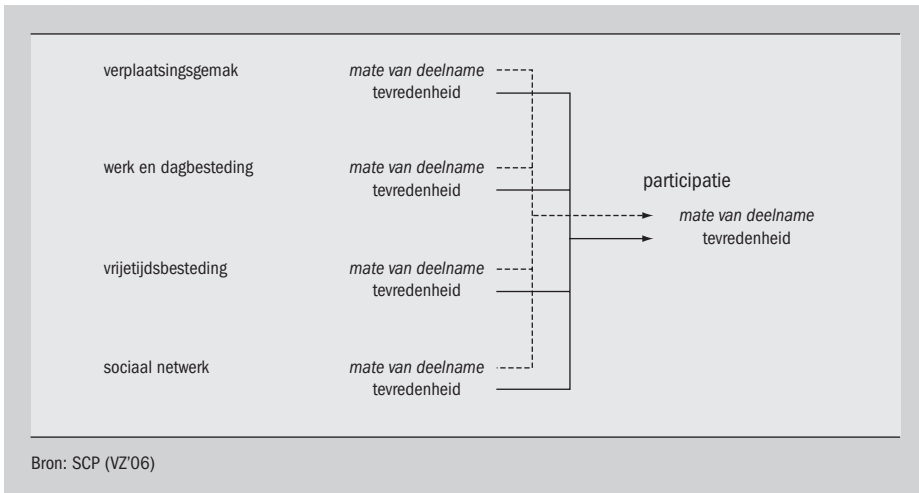 verplaatsingsgemak
mate van deelname
tevredenheid
werk en dagbesteding
mate van deelname
tevredenheid
participatie
mate van deelname
tevredenheid
vrijetijdsbesteding
mate van deelname
tevredenheid
sociaal netwerk
mate van deelname
tevredenheid
Bron: SCP (VZ'06)